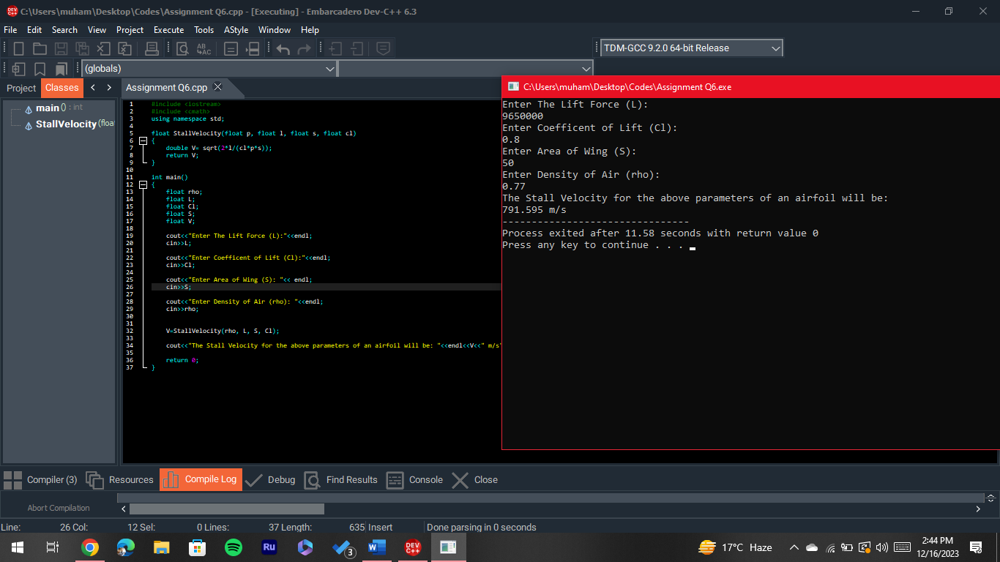 C:\Users\muham\Desktop\Codes\Assignment Q6.cpp - [Executing] - Embarcadero Dev-C++ 6.3
File Edit Search View Project Execute Tools AStyle Window Help
TDM-GCC 9.2.0 64-bit Release
(globals)
Project Classes
Assignment Q6.cpp
main() : int
StallVelocity (float
1 #include <iostream>
2 #include <cmath>
3 using namespace std;
4
5 float StallVelocity(float p, float l, float s, float cl)
6 {
7 double V= sqrt(2*l/(cl*p*s));
8 return V;
9 }
10
11 int main()
12 {
13 float rho;
14 float L;
15 float Cl;
16 float S;
17 float V;
18
19 cout<<"Enter The Lift Force (L):"<<endl;
20 cin>>L;
21
22 cout<<"Enter Coefficent of Lift (Cl):"<<endl;
23 cin>>Cl;
24
25 cout<<"Enter Area of Wing (S): "<< endl;
26 cin>>S;
27
28 cout<<"Enter Density of Air (rho): "<<endl;
29 cin>>rho;
30
31
32 V=StallVelocity(rho, L, S, Cl);
33
34 cout<<"The Stall Velocity for the above parameters of an airfoil will be: "<<endl<<V<<" m/s"
35
36 return 0;
37 }
C:\Users\muham\Desktop\Codes\Assignment Q6.exe
Enter The Lift Force (L):
9650000
Enter Coefficent of Lift (Cl):
0.8
Enter Area of Wing (S):
50
Enter Density of Air (rho):
0.77
The Stall Velocity for the above parameters of an airfoil will be:
791.595 m/s
--------------------------------
Process exited after 11.58 seconds with return value 0
Press any key to continue . . .
Compiler (3) Resources Compile Log Debug Find Results Console Close
Abort Compilation
Line: 26 Col: 12 Sel: 0 Lines: 37 Length: 635 Insert Done parsing in 0 seconds
Ru
3
W
DEV C++
17°C Haze
2:44 PM
12/16/2023